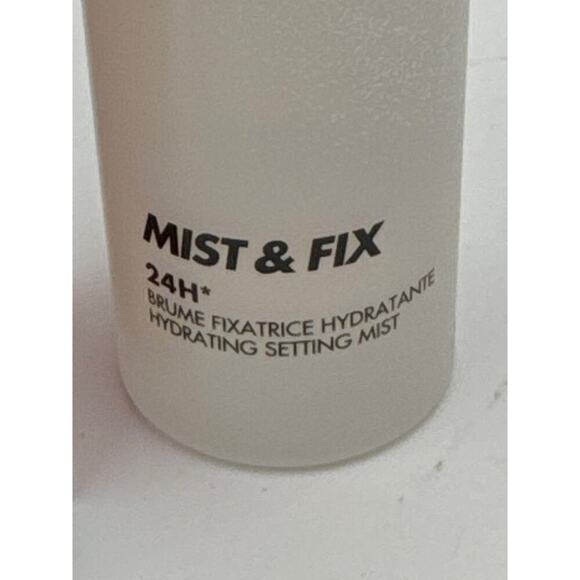 MIST & FIX
24H*
BRUME FIXATRICE HYDRATANTE
HYDRATING SETTING MIST